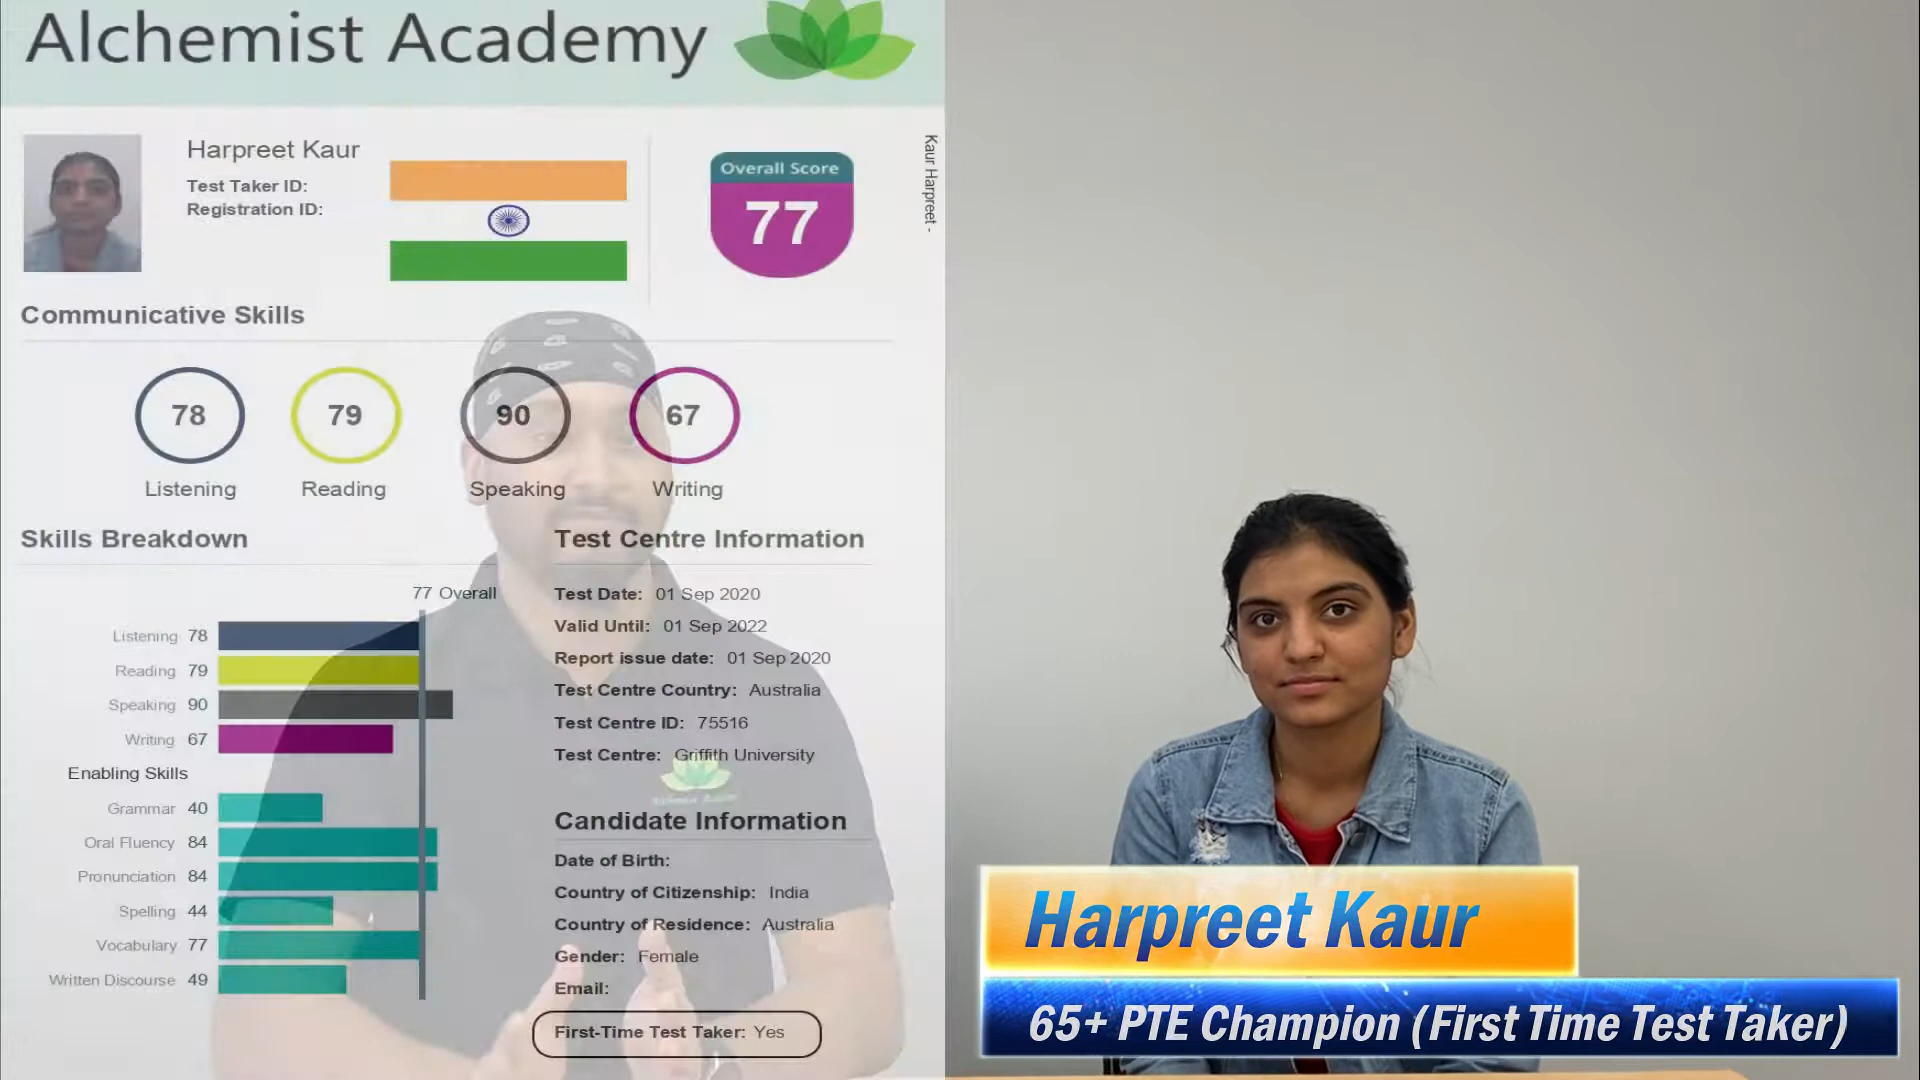 Alchemist Academy
Harpreet Kaur
Test Taker ID:
Registration ID:
Overall Score
77
Kaur Harpreet -
Communicative Skills
78
79
90
67
Listening
Reading
Speaking
Writing
Skills Breakdown
77 Overall
Listening 78
Reading 79
Speaking 90
Writing 67
Enabling Skills
Grammar 40
Oral Fluency 84
Pronunciation 84
Spelling 44
Vocabulary 77
Written Discourse 49
Test Centre Information
Test Date: 01 Sep 2020
Valid Until: 01 Sep 2022
Report issue date: 01 Sep 2020
Test Centre Country: Australia
Test Centre ID: 75516
Test Centre: Griffith University
Candidate Information
Date of Birth:
Country of Citizenship: India
Country of Residence: Australia
Gender: Female
Email:
First-Time Test Taker: Yes
Harpreet Kaur
65+ PTE Champion (First Time Test Taker)